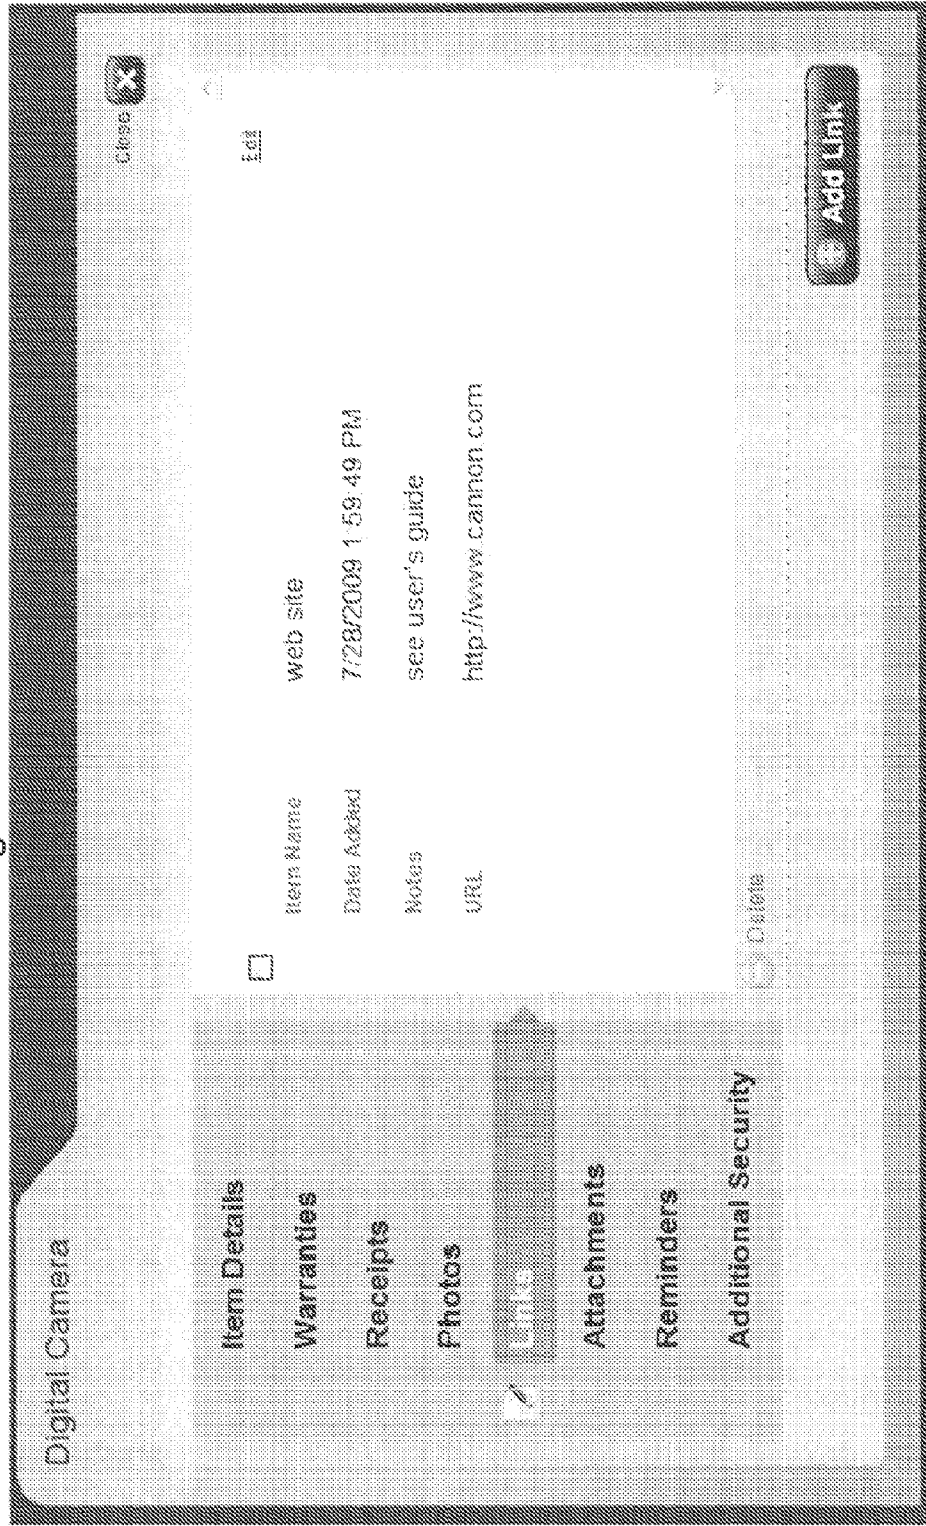 Digital Camera
Close X
Item Details
Warranties
Receipts
Photos
Links
Attachments
Reminders
Additional Security
Edit
Item Name web site
Date Added 7/28/2009 1 59 49 PM
Notes see user's guide
URL http://www.cannon.com
Delete
Add Link